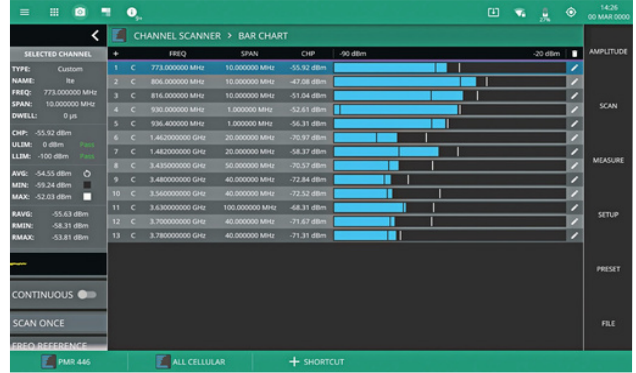 14:26
00 MAR 0000
37%
CHANNEL SCANNER > BAR CHART
SELECTED CHANNEL
TYPE: Custom
NAME: lte
FREQ: 773.000000 MHz
SPAN: 10.000000 MHz
DWELL: 0 µs
CHP: -55.92 dBm
ULIM: 0 dBm Pass
LLIM: -100 dBm Pass
AVG: -54.55 dBm
MIN: -59.24 dBm
MAX: -52.03 dBm
RAVG: -55.63 dBm
RMIN: -58.31 dBm
RMAX: -53.81 dBm
CONTINUOUS
SCAN ONCE
FREQ REFERENCE
+ FREQ SPAN CHP -90 dBm -20 dBm
1 C 773.000000 MHz 10.000000 MHz -55.92 dBm
2 C 806.000000 MHz 10.000000 MHz -47.08 dBm
3 C 816.000000 MHz 10.000000 MHz -51.04 dBm
4 C 930.000000 MHz 1.000000 MHz -52.61 dBm
5 C 936.400000 MHz 1.000000 MHz -56.31 dBm
6 C 1.462000000 GHz 20.000000 MHz -70.97 dBm
7 C 1.482000000 GHz 20.000000 MHz -58.37 dBm
8 C 3.435000000 GHz 50.000000 MHz -70.57 dBm
9 C 3.480000000 GHz 40.000000 MHz -72.84 dBm
10 C 3.560000000 GHz 40.000000 MHz -72.52 dBm
11 C 3.630000000 GHz 100.000000 MHz -68.31 dBm
12 C 3.700000000 GHz 40.000000 MHz -71.67 dBm
13 C 3.780000000 GHz 40.000000 MHz -71.31 dBm
AMPLITUDE
SCAN
MEASURE
SETUP
PRESET
FILE
PMR 446
ALL CELLULAR
+ SHORTCUT